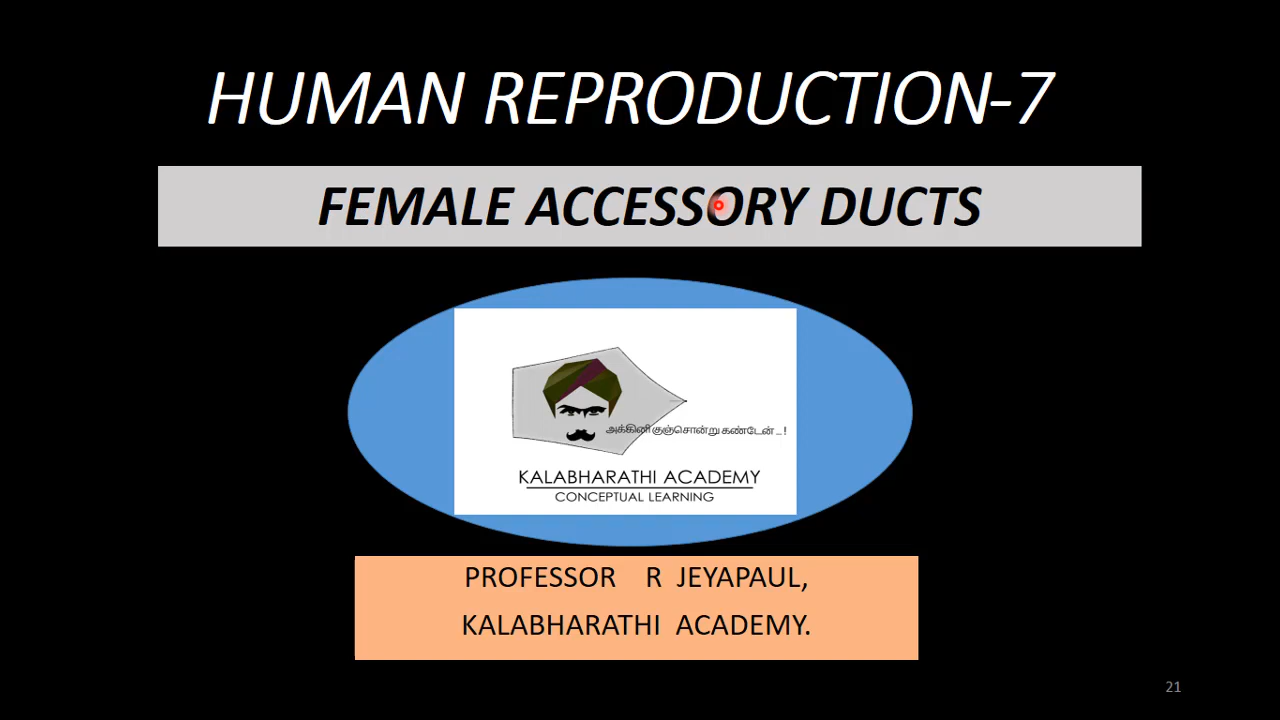 HUMAN REPRODUCTION-7
FEMALE ACCESSORY DUCTS
அக்கினி குஞ்சொன்று கண்டேன் ...!
KALABHARATHI ACADEMY
CONCEPTUAL LEARNING
PROFESSOR R JEYAPAUL,
KALABHARATHI ACADEMY.
21